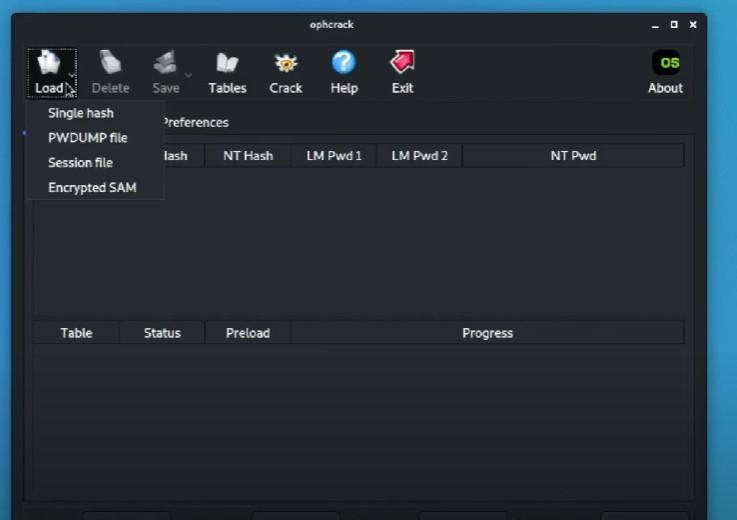 ophcrack
Load Delete Save Tables Crack Help Exit OS About
Single hash
PWDUMP file
Session file
Encrypted SAM
Preferences
Hash NT Hash LM Pwd 1 LM Pwd 2 NT Pwd
Table Status Preload Progress